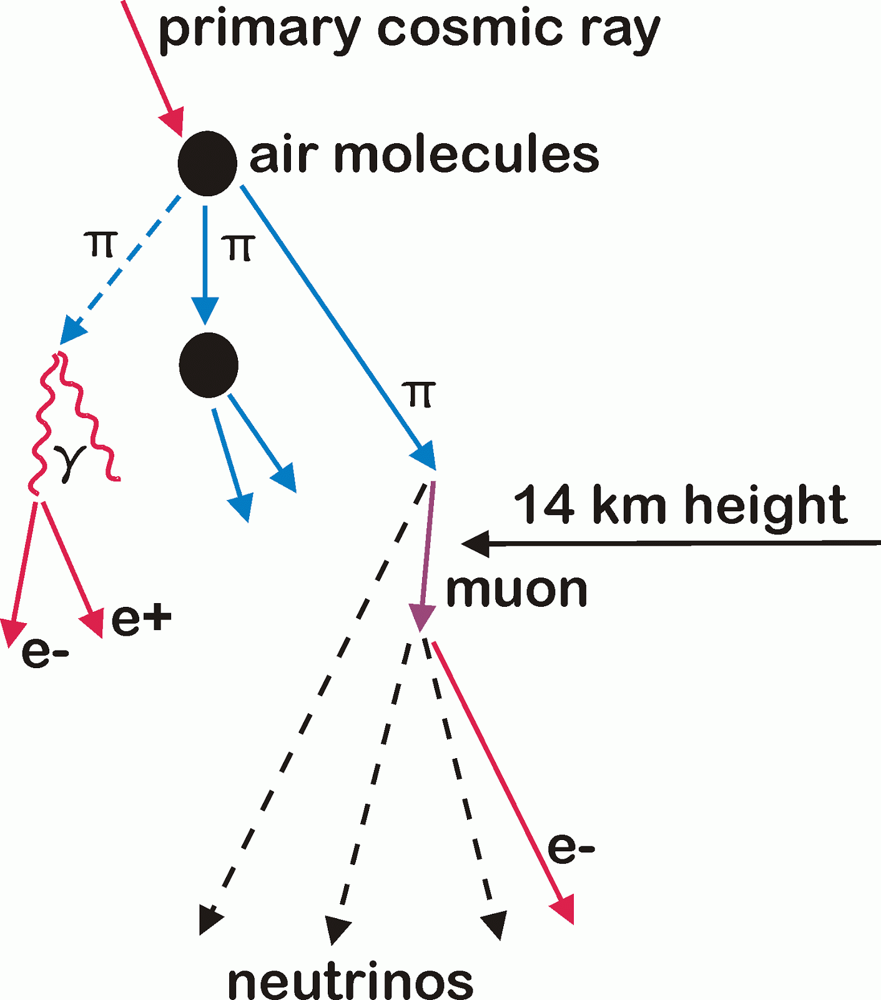 primary cosmic ray
air molecules
π
π
π
γ
14 km height
muon
e+
e-
e-
neutrinos